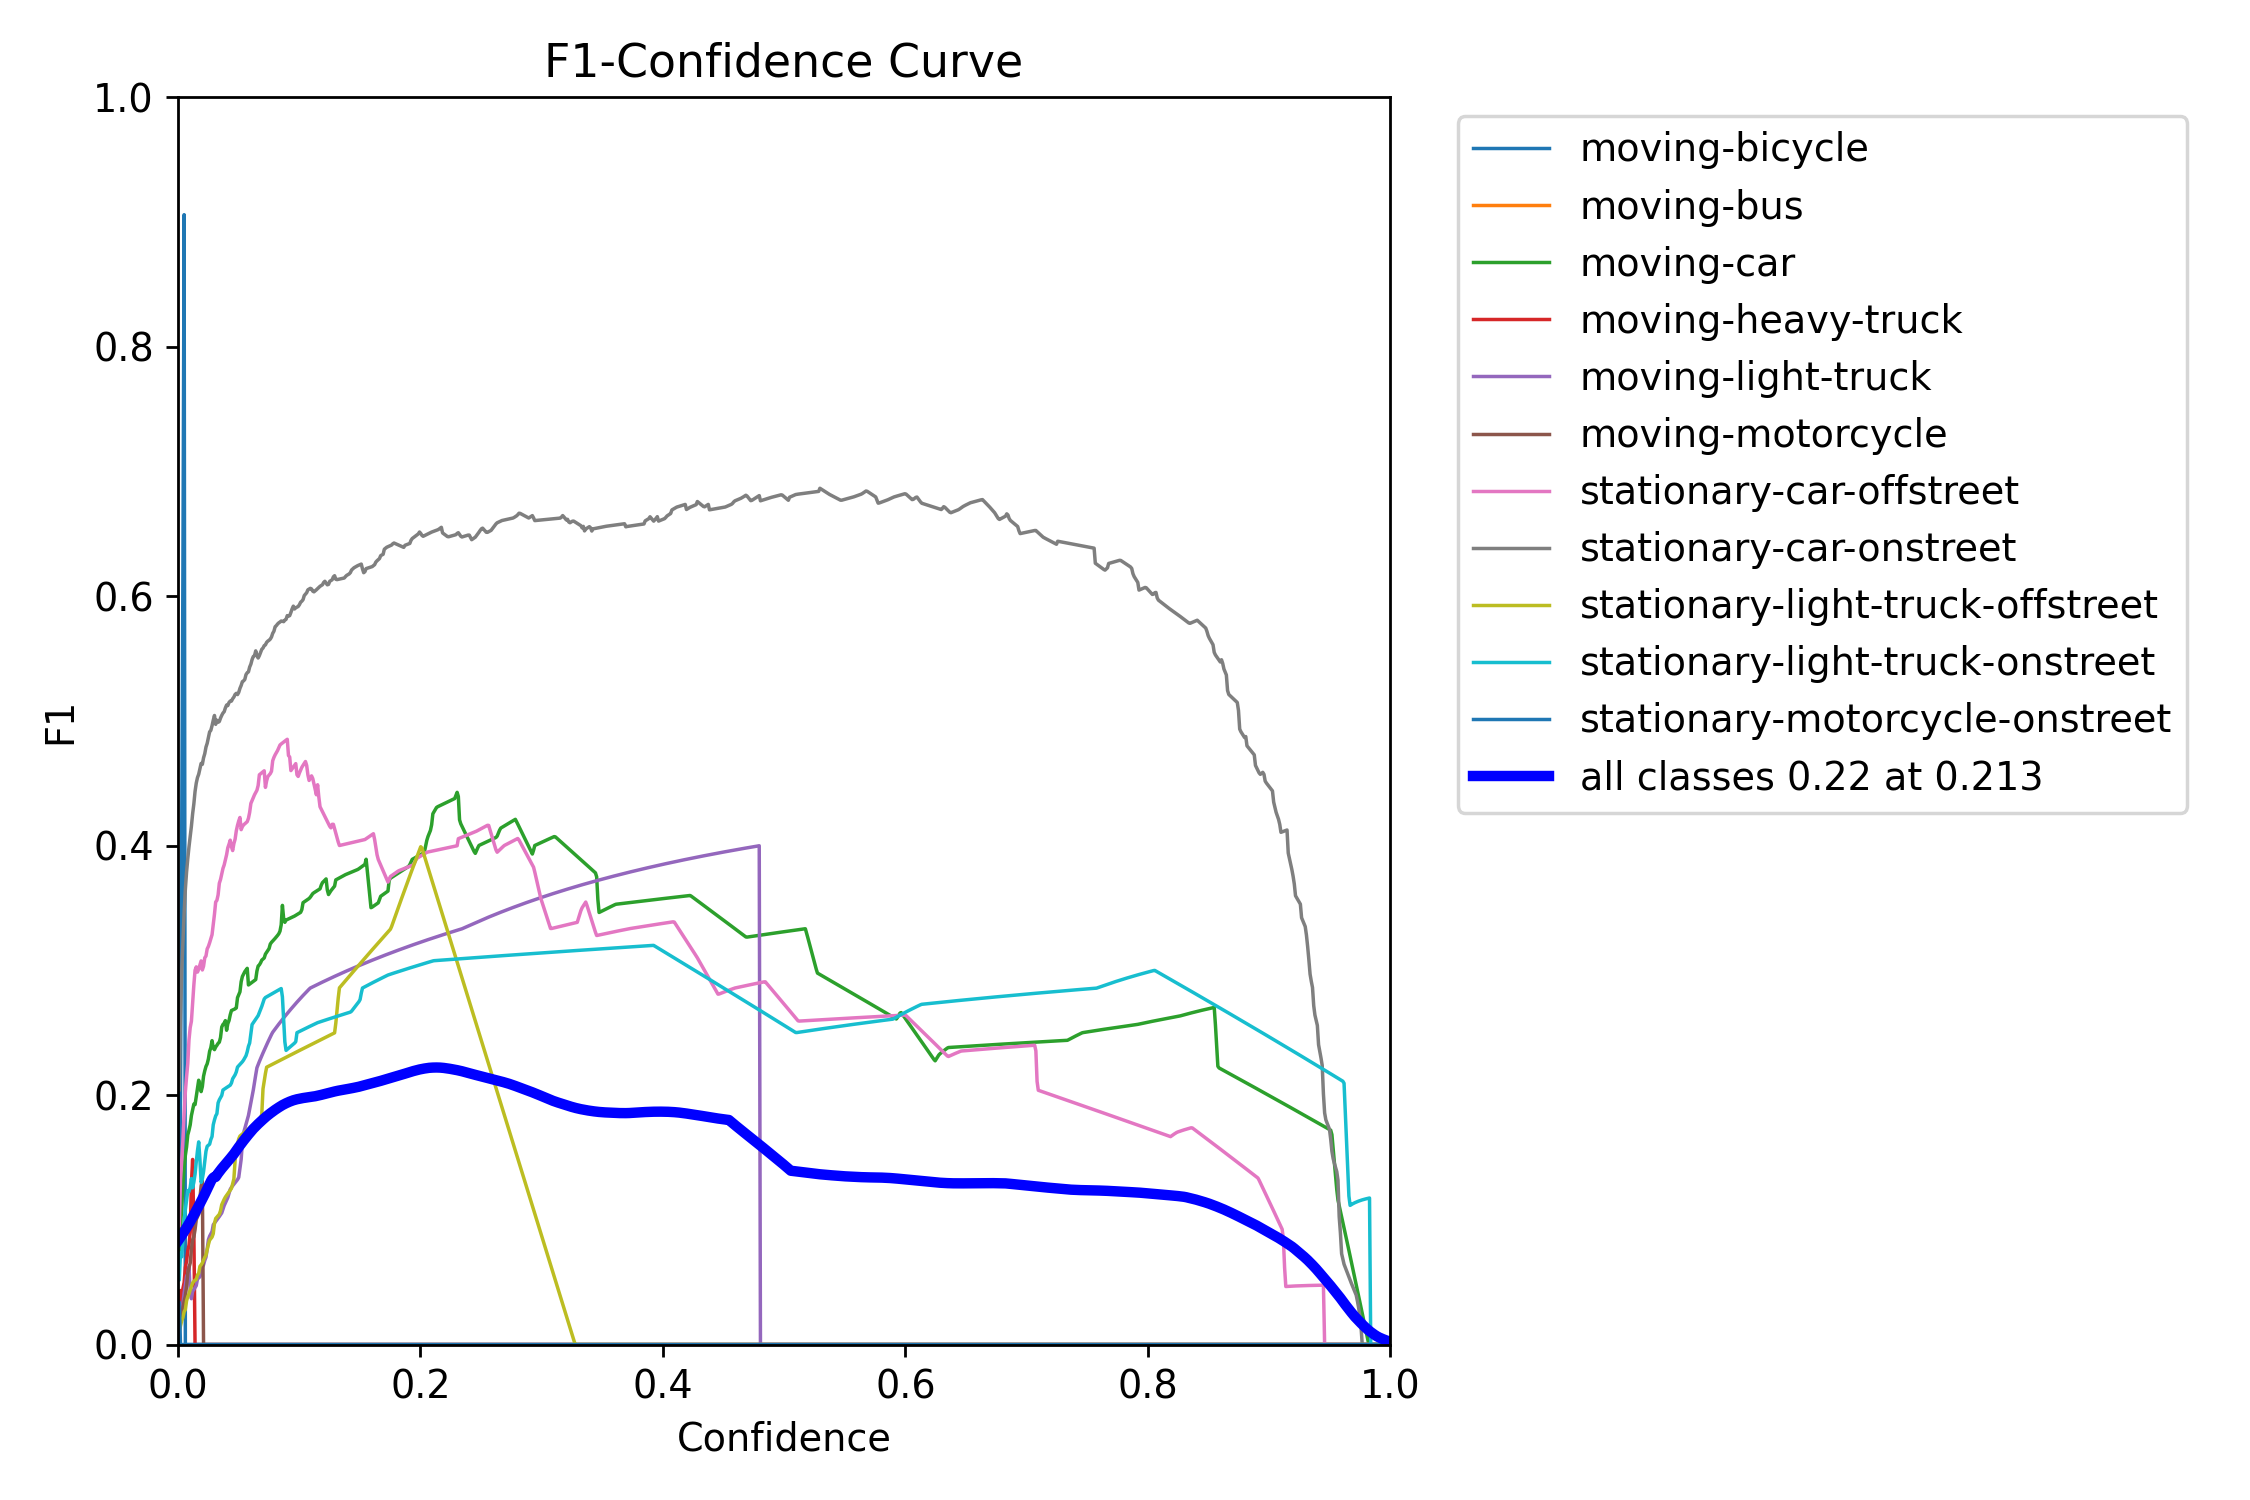 F1-Confidence Curve
1.0
0.8
0.6
0.4
0.2
0.0
F1
0.0 0.2 0.4 0.6 0.8 1.0
Confidence
moving-bicycle
moving-bus
moving-car
moving-heavy-truck
moving-light-truck
moving-motorcycle
stationary-car-offstreet
stationary-car-onstreet
stationary-light-truck-offstreet
stationary-light-truck-onstreet
stationary-motorcycle-onstreet
all classes 0.22 at 0.213